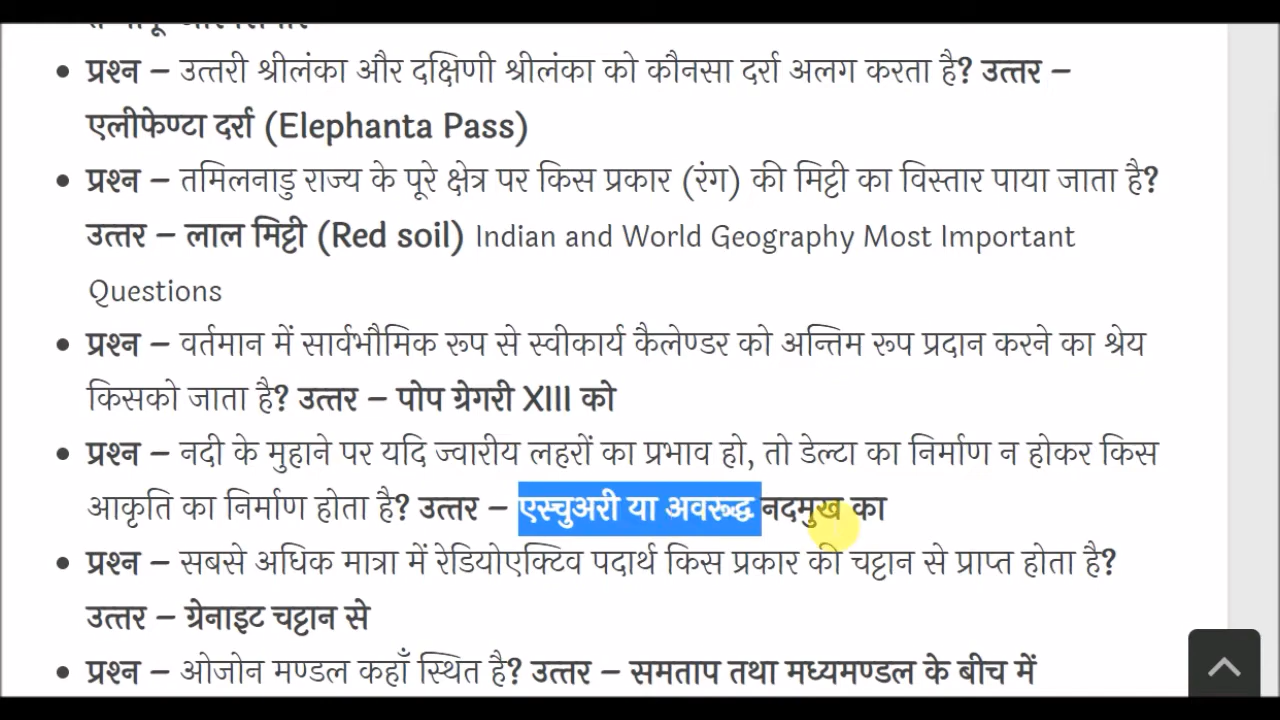 • प्रश्न – उत्तरी श्रीलंका और दक्षिणी श्रीलंका को कौनसा दर्रा अलग करता है? उत्तर –
एलीफेण्टा दर्रा (Elephanta Pass)
• प्रश्न – तमिलनाडु राज्य के पूरे क्षेत्र पर किस प्रकार (रंग) की मिट्टी का विस्तार पाया जाता है?
उत्तर – लाल मिट्टी (Red soil) Indian and World Geography Most Important
Questions
• प्रश्न – वर्तमान में सार्वभौमिक रूप से स्वीकार्य कैलेण्डर को अन्तिम रूप प्रदान करने का श्रेय
किसको जाता है? उत्तर – पोप ग्रेगरी XIII को
• प्रश्न – नदी के मुहाने पर यदि ज्वारीय लहरों का प्रभाव हो, तो डेल्टा का निर्माण न होकर किस
आकृति का निर्माण होता है? उत्तर – एस्चुअरी या अवरूद्ध नदमुख का
• प्रश्न – सबसे अधिक मात्रा में रेडियोएक्टिव पदार्थ किस प्रकार की चट्टान से प्राप्त होता है?
उत्तर – ग्रेनाइट चट्टान से
• प्रश्न – ओजोन मण्डल कहाँ स्थित है? उत्तर – समताप तथा मध्यमण्डल के बीच में